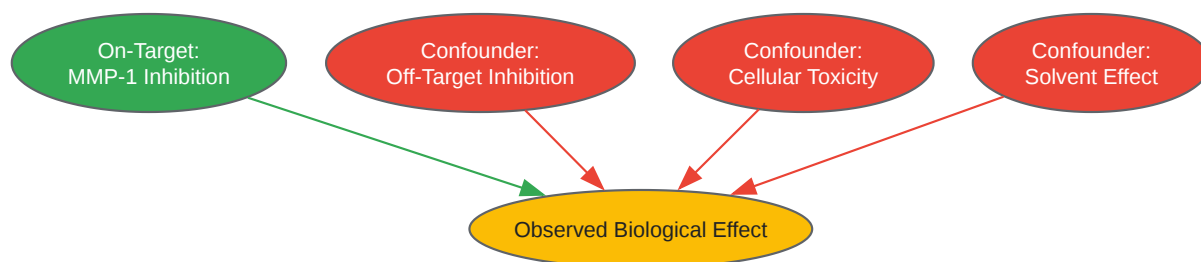 On-Target:
MMP-1 Inhibition
Confounder:
Off-Target Inhibition
Confounder:
Cellular Toxicity
Confounder:
Solvent Effect
Observed Biological Effect